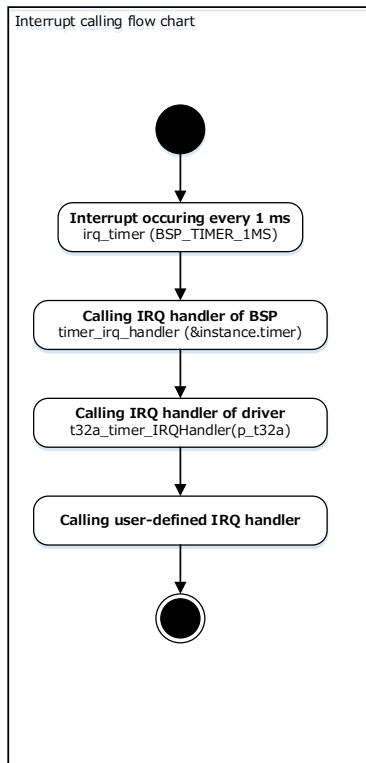 Interrupt calling flow chart
Interrupt occuring every 1 ms
irq_timer (BSP_TIMER_1MS)
Calling IRQ handler of BSP
timer_irq_handler (&instance.timer)
Calling IRQ handler of driver
t32a_timer_IRQHandler(p_t32a)
Calling user-defined IRQ handler